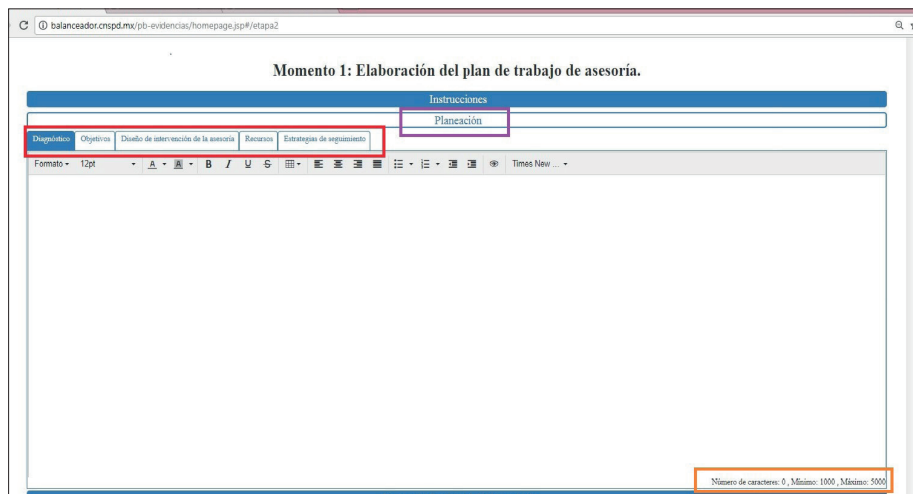 balanceador.cnspd.mx/pb-evidencias/homepage.jsp#/etapa2
Momento 1: Elaboración del plan de trabajo de asesoría.
Instrucciones
Planeación
Diagnóstico Objetivos Diseño de intervención de la asesoría Recursos Estrategias de seguimiento
Formato 12pt A A B I U S Times New ...
Número de caracteres: 0 , Mínimo: 1000 , Máximo: 5000